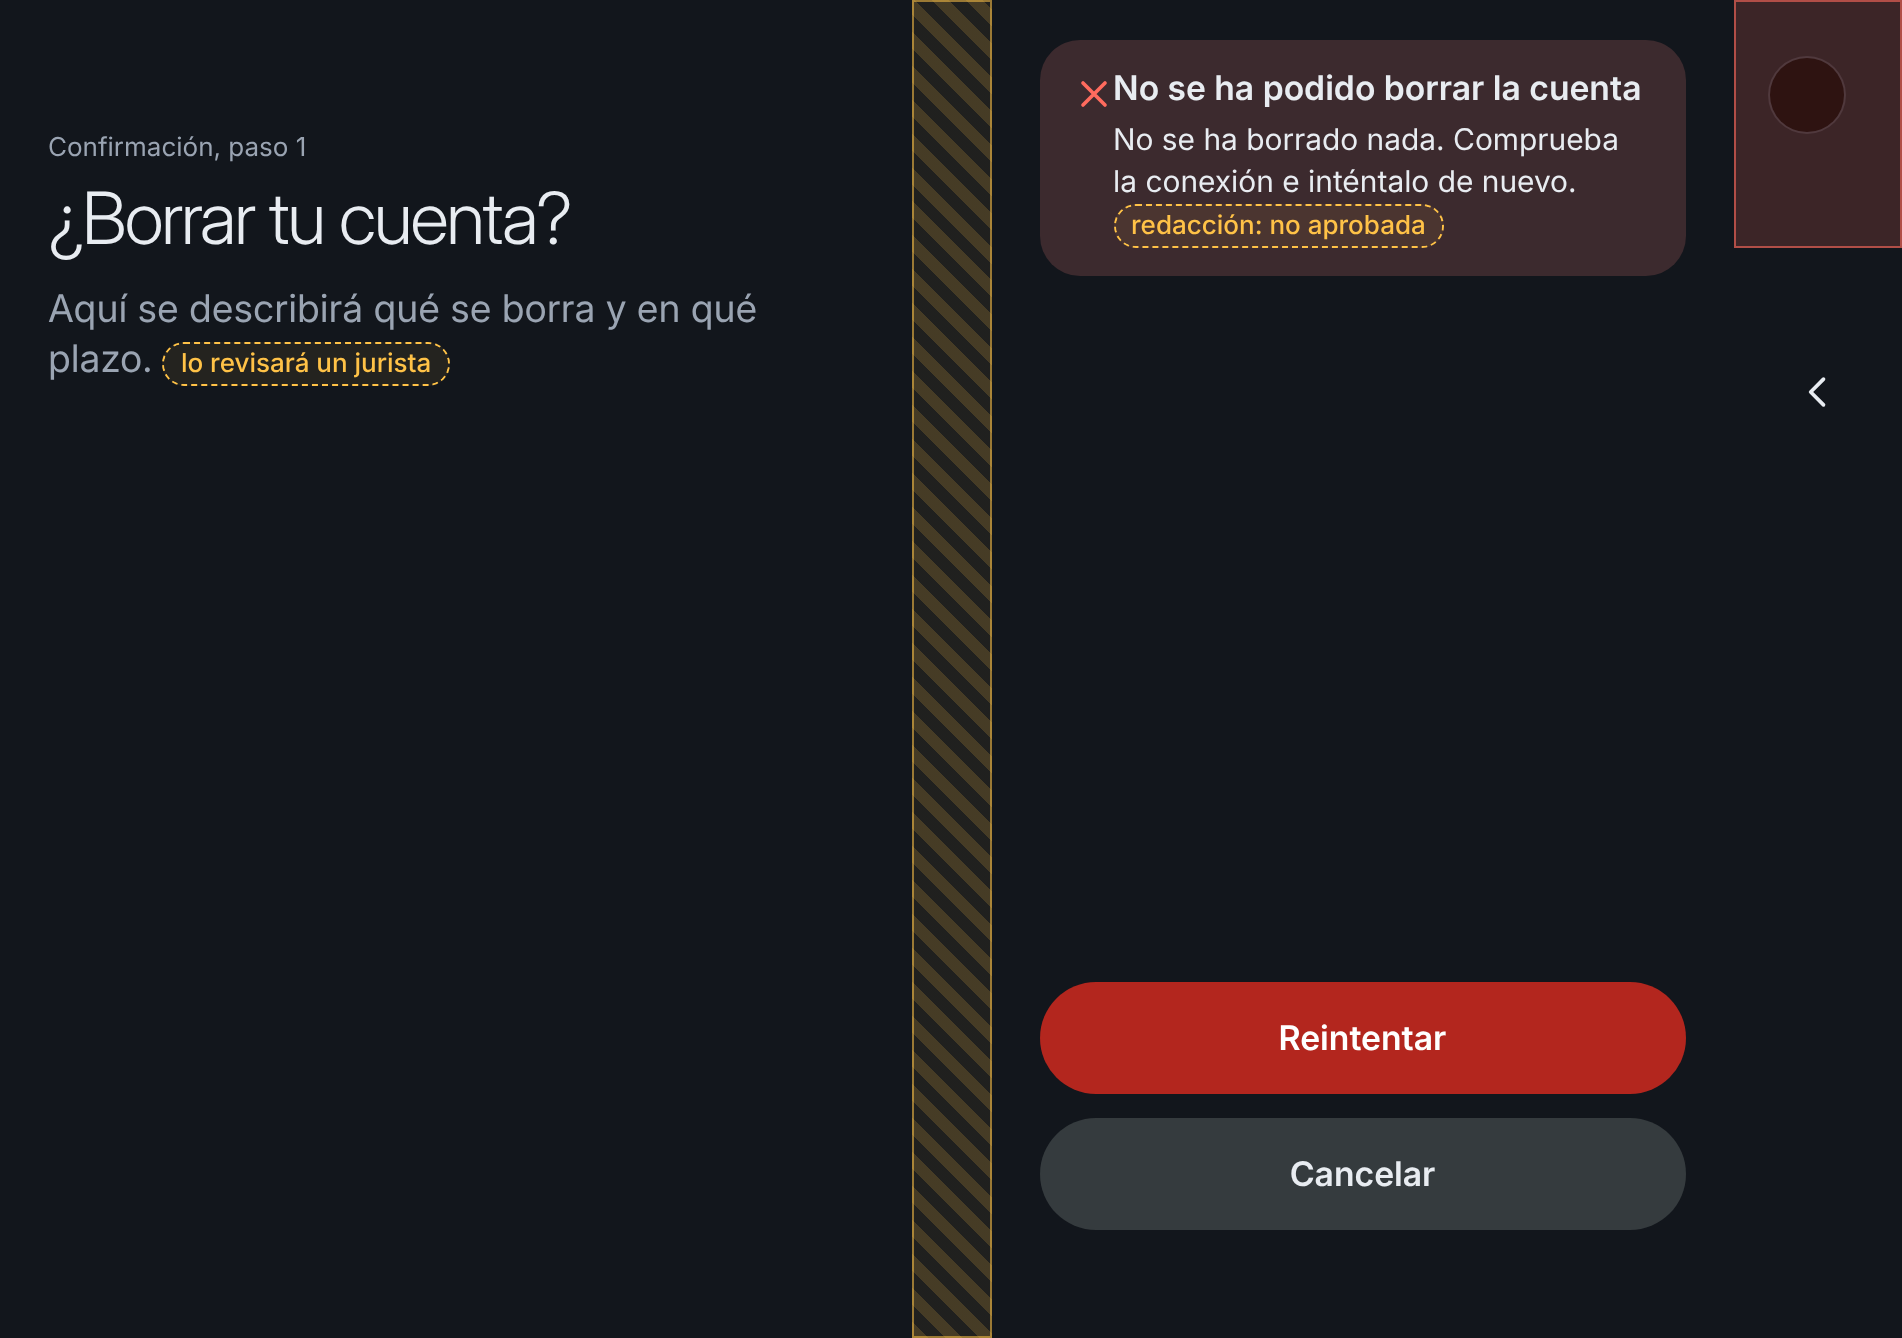 Confirmación, paso 1
¿Borrar tu cuenta?
Aquí se describirá qué se borra y en qué
plazo. lo revisará un jurista
No se ha podido borrar la cuenta
No se ha borrado nada. Comprueba
la conexión e inténtalo de nuevo.
redacción: no aprobada
Reintentar
Cancelar